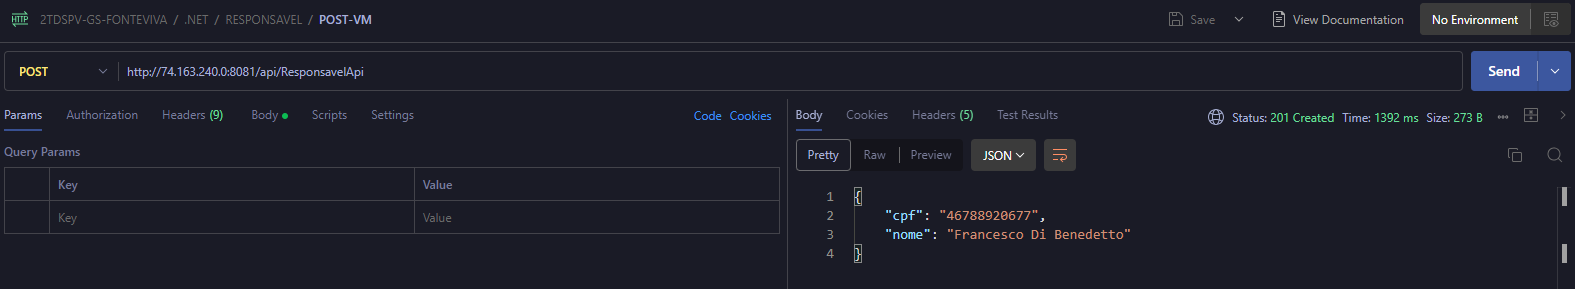 HTTP 2TDSPV-GS-FONTEVIVA / .NET / RESPONSAVEL / POST-VM Save View Documentation No Environment
POST http://74.163.240.0:8081/api/ResponsavelApi Send
Params Authorization Headers (9) Body Scripts Settings Code Cookies
Query Params
Key Value
Key Value
Body Cookies Headers (5) Test Results Status: 201 Created Time: 1392 ms Size: 273 B
Pretty Raw Preview JSON
1 {
2 "cpf": "46788920677",
3 "nome": "Francesco Di Benedetto"
4 }